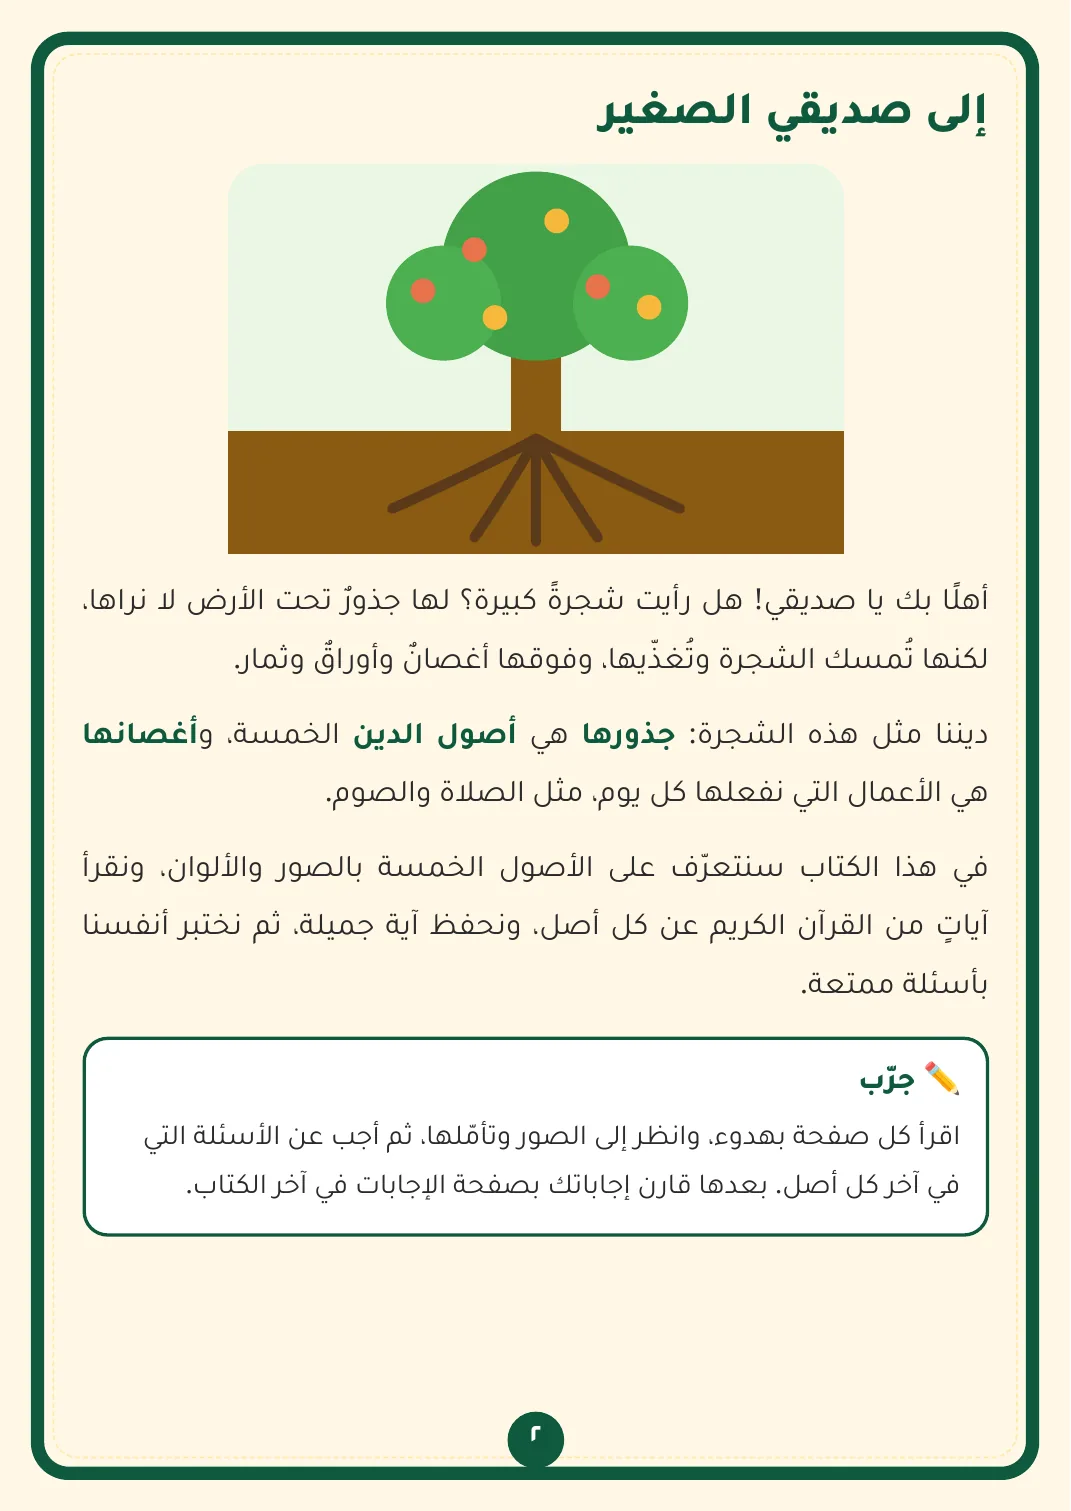 إلى صديقي الصغير
أهلًا بك يا صديقي! هل رأيت شجرةً كبيرة؟ لها جذورٌ تحت الأرض لا نراها،
لكنها تُمسك الشجرة وتُغذّيها، وفوقها أغصانٌ وأوراقٌ وثمار.
ديننا مثل هذه الشجرة: جذورها هي أصول الدين الخمسة، وأغصانها
هي الأعمال التي نفعلها كل يوم، مثل الصلاة والصوم.
في هذا الكتاب سنتعرّف على الأصول الخمسة بالصور والألوان، ونقرأ
آياتٍ من القرآن الكريم عن كل أصل، ونحفظ آية جميلة، ثم نختبر أنفسنا
بأسئلة ممتعة.
✏️ جرّب
اقرأ كل صفحة بهدوء، وانظر إلى الصور وتأمّلها، ثم أجب عن الأسئلة التي
في آخر كل أصل. بعدها قارن إجاباتك بصفحة الإجابات في آخر الكتاب.
٢